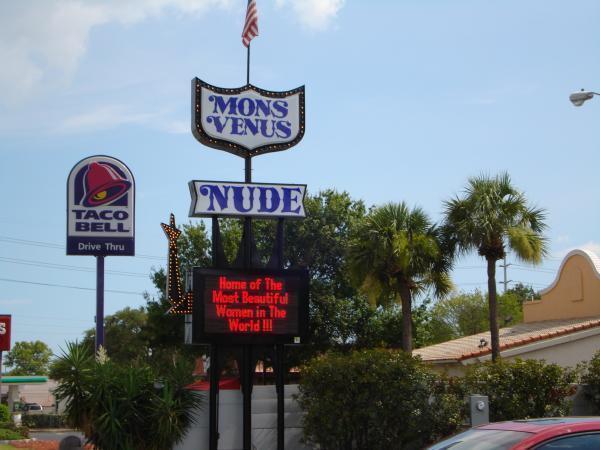 MONS
VENUS
NUDE
TACO
BELL
Drive Thru
Home of The
Most Beautiful
Women in The
World !!!